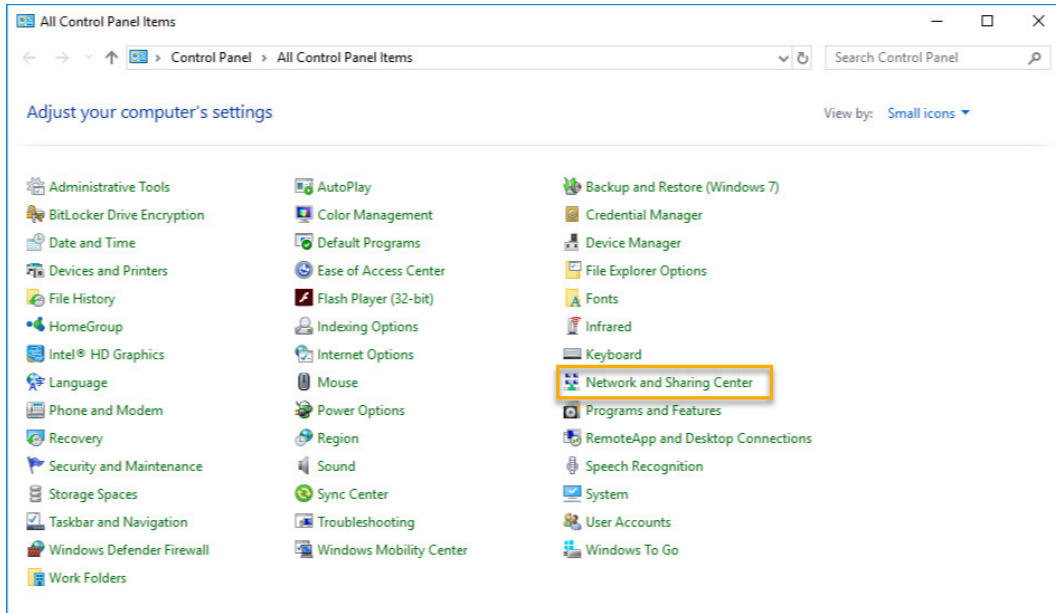 All Control Panel Items
Control Panel > All Control Panel Items
Search Control Panel
Adjust your computer's settings
View by: Small icons
Administrative Tools
AutoPlay
Backup and Restore (Windows 7)
BitLocker Drive Encryption
Color Management
Credential Manager
Date and Time
Default Programs
Device Manager
Devices and Printers
Ease of Access Center
File Explorer Options
File History
Flash Player (32-bit)
Fonts
HomeGroup
Indexing Options
Infrared
Intel® HD Graphics
Internet Options
Keyboard
Language
Mouse
Network and Sharing Center
Phone and Modem
Power Options
Programs and Features
Recovery
Region
RemoteApp and Desktop Connections
Security and Maintenance
Sound
Speech Recognition
Storage Spaces
Sync Center
System
Taskbar and Navigation
Troubleshooting
User Accounts
Windows Defender Firewall
Windows Mobility Center
Windows To Go
Work Folders